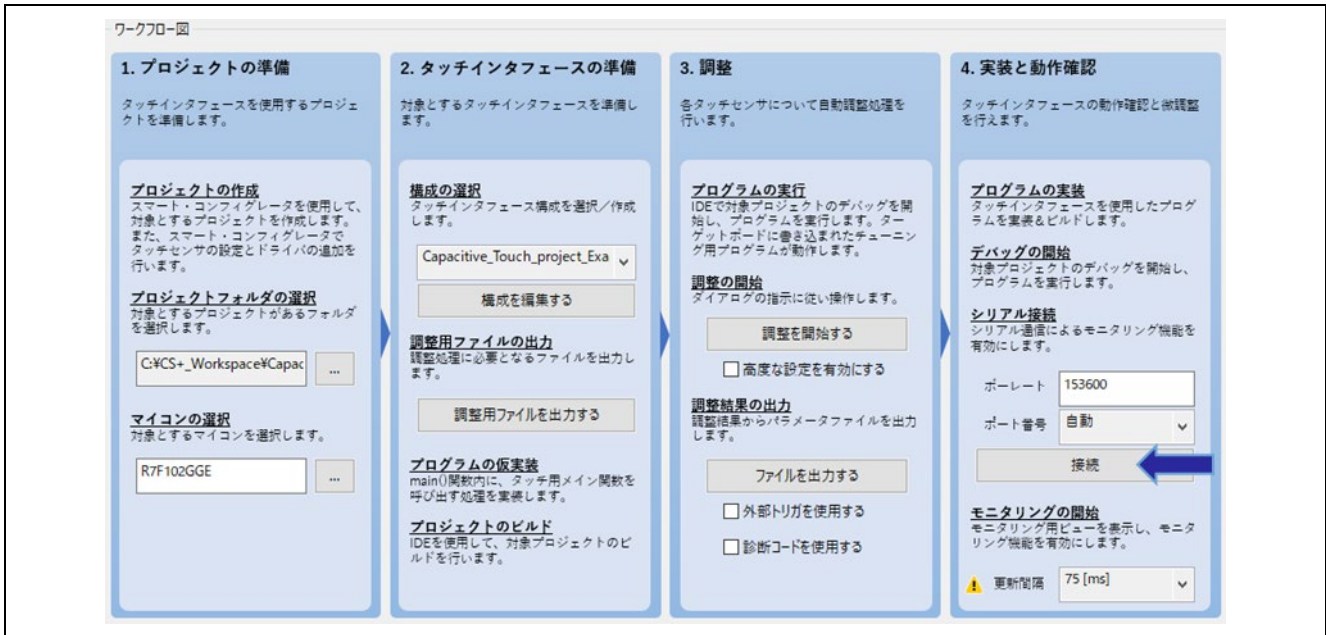 ワークフロー図
1. プロジェクトの準備
タッチインタフェースを使用するプロジェ
クトを準備します。
プロジェクトの作成
スマート・コンフィグレータを使用して、
対象とするプロジェクトを作成します。
また、スマート・コンフィグレータで
タッチセンサの設定とドライバの追加を
行います。
プロジェクトフォルダの選択
対象とするプロジェクトがあるフォルダ
を選択します。
C:¥CS+_Workspace¥Capac
...
マイコンの選択
対象とするマイコンを選択します。
R7F102GGE
...
2. タッチインタフェースの準備
対象とするタッチインタフェースを準備し
ます。
構成の選択
タッチインタフェース構成を選択／作成
します。
Capacitive_Touch_project_Exa
構成を編集する
調整用ファイルの出力
調整処理に必要となるファイルを出力し
ます。
調整用ファイルを出力する
プログラムの仮実装
main()関数内に、タッチ用メイン関数を
呼び出す処理を実装します。
プロジェクトのビルド
IDEを使用して、対象プロジェクトのビ
ルドを行います。
3. 調整
各タッチセンサについて自動調整処理を
行います。
プログラムの実行
IDEで対象プロジェクトのデバッグを開
始し、プログラムを実行します。ター
ゲットボードに書き込まれたチューニン
グ用プログラムが動作します。
調整の開始
ダイアログの指示に従い操作します。
調整を開始する
高度な設定を有効にする
調整結果の出力
調整結果からパラメータファイルを出力
します。
ファイルを出力する
外部トリガを使用する
診断コードを使用する
4. 実装と動作確認
タッチインタフェースの動作確認と微調整
を行えます。
プログラムの実装
タッチインタフェースを使用したプログ
ラムを実装&ビルドします。
デバッグの開始
対象プロジェクトのデバッグを開始し、
プログラムを実行します。
シリアル接続
シリアル通信によるモニタリング機能を
有効にします。
ボーレート 153600
ポート番号 自動
接続
モニタリングの開始
モニタリング用ビューを表示し、モニタ
リング機能を有効にします。
更新間隔 75 [ms]